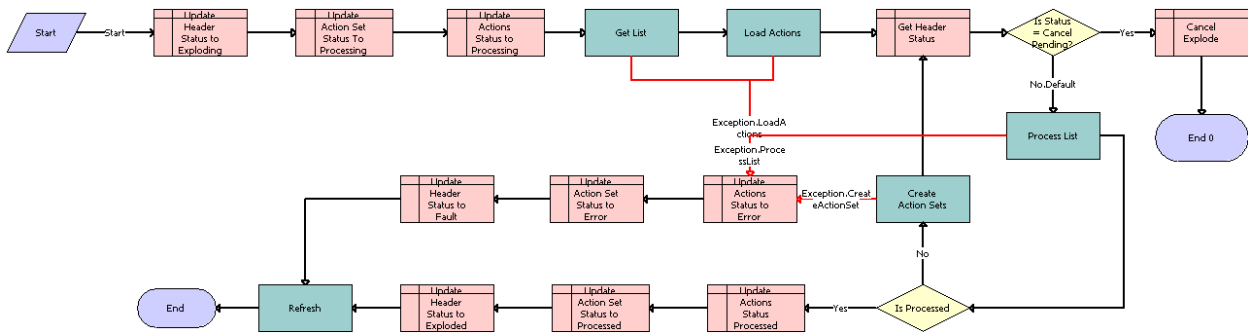 Start
Start
Update
Header
Status to
Exploding
Update
Action Set
Status To
Processing
Update
Actions
Status to
Processing
Get List
Load Actions
Get Header
Status
Is Status
= Cancel
Pending?
Yes
Cancel
Explode
No.Default
Exception.LoadA
ctions
Exception.Proce
ssList
Process List
End 0
Update
Header
Status to
Fault
Update
Action Set
Status to
Error
Update
Actions
Status to
Error
Exception.Creat
eActionSet
Create
Action Sets
No
End
Refresh
Update
Header
Status to
Exploded
Update
Action Set
Status to
Processed
Update
Actions
Status
Processed
Yes
Is Processed